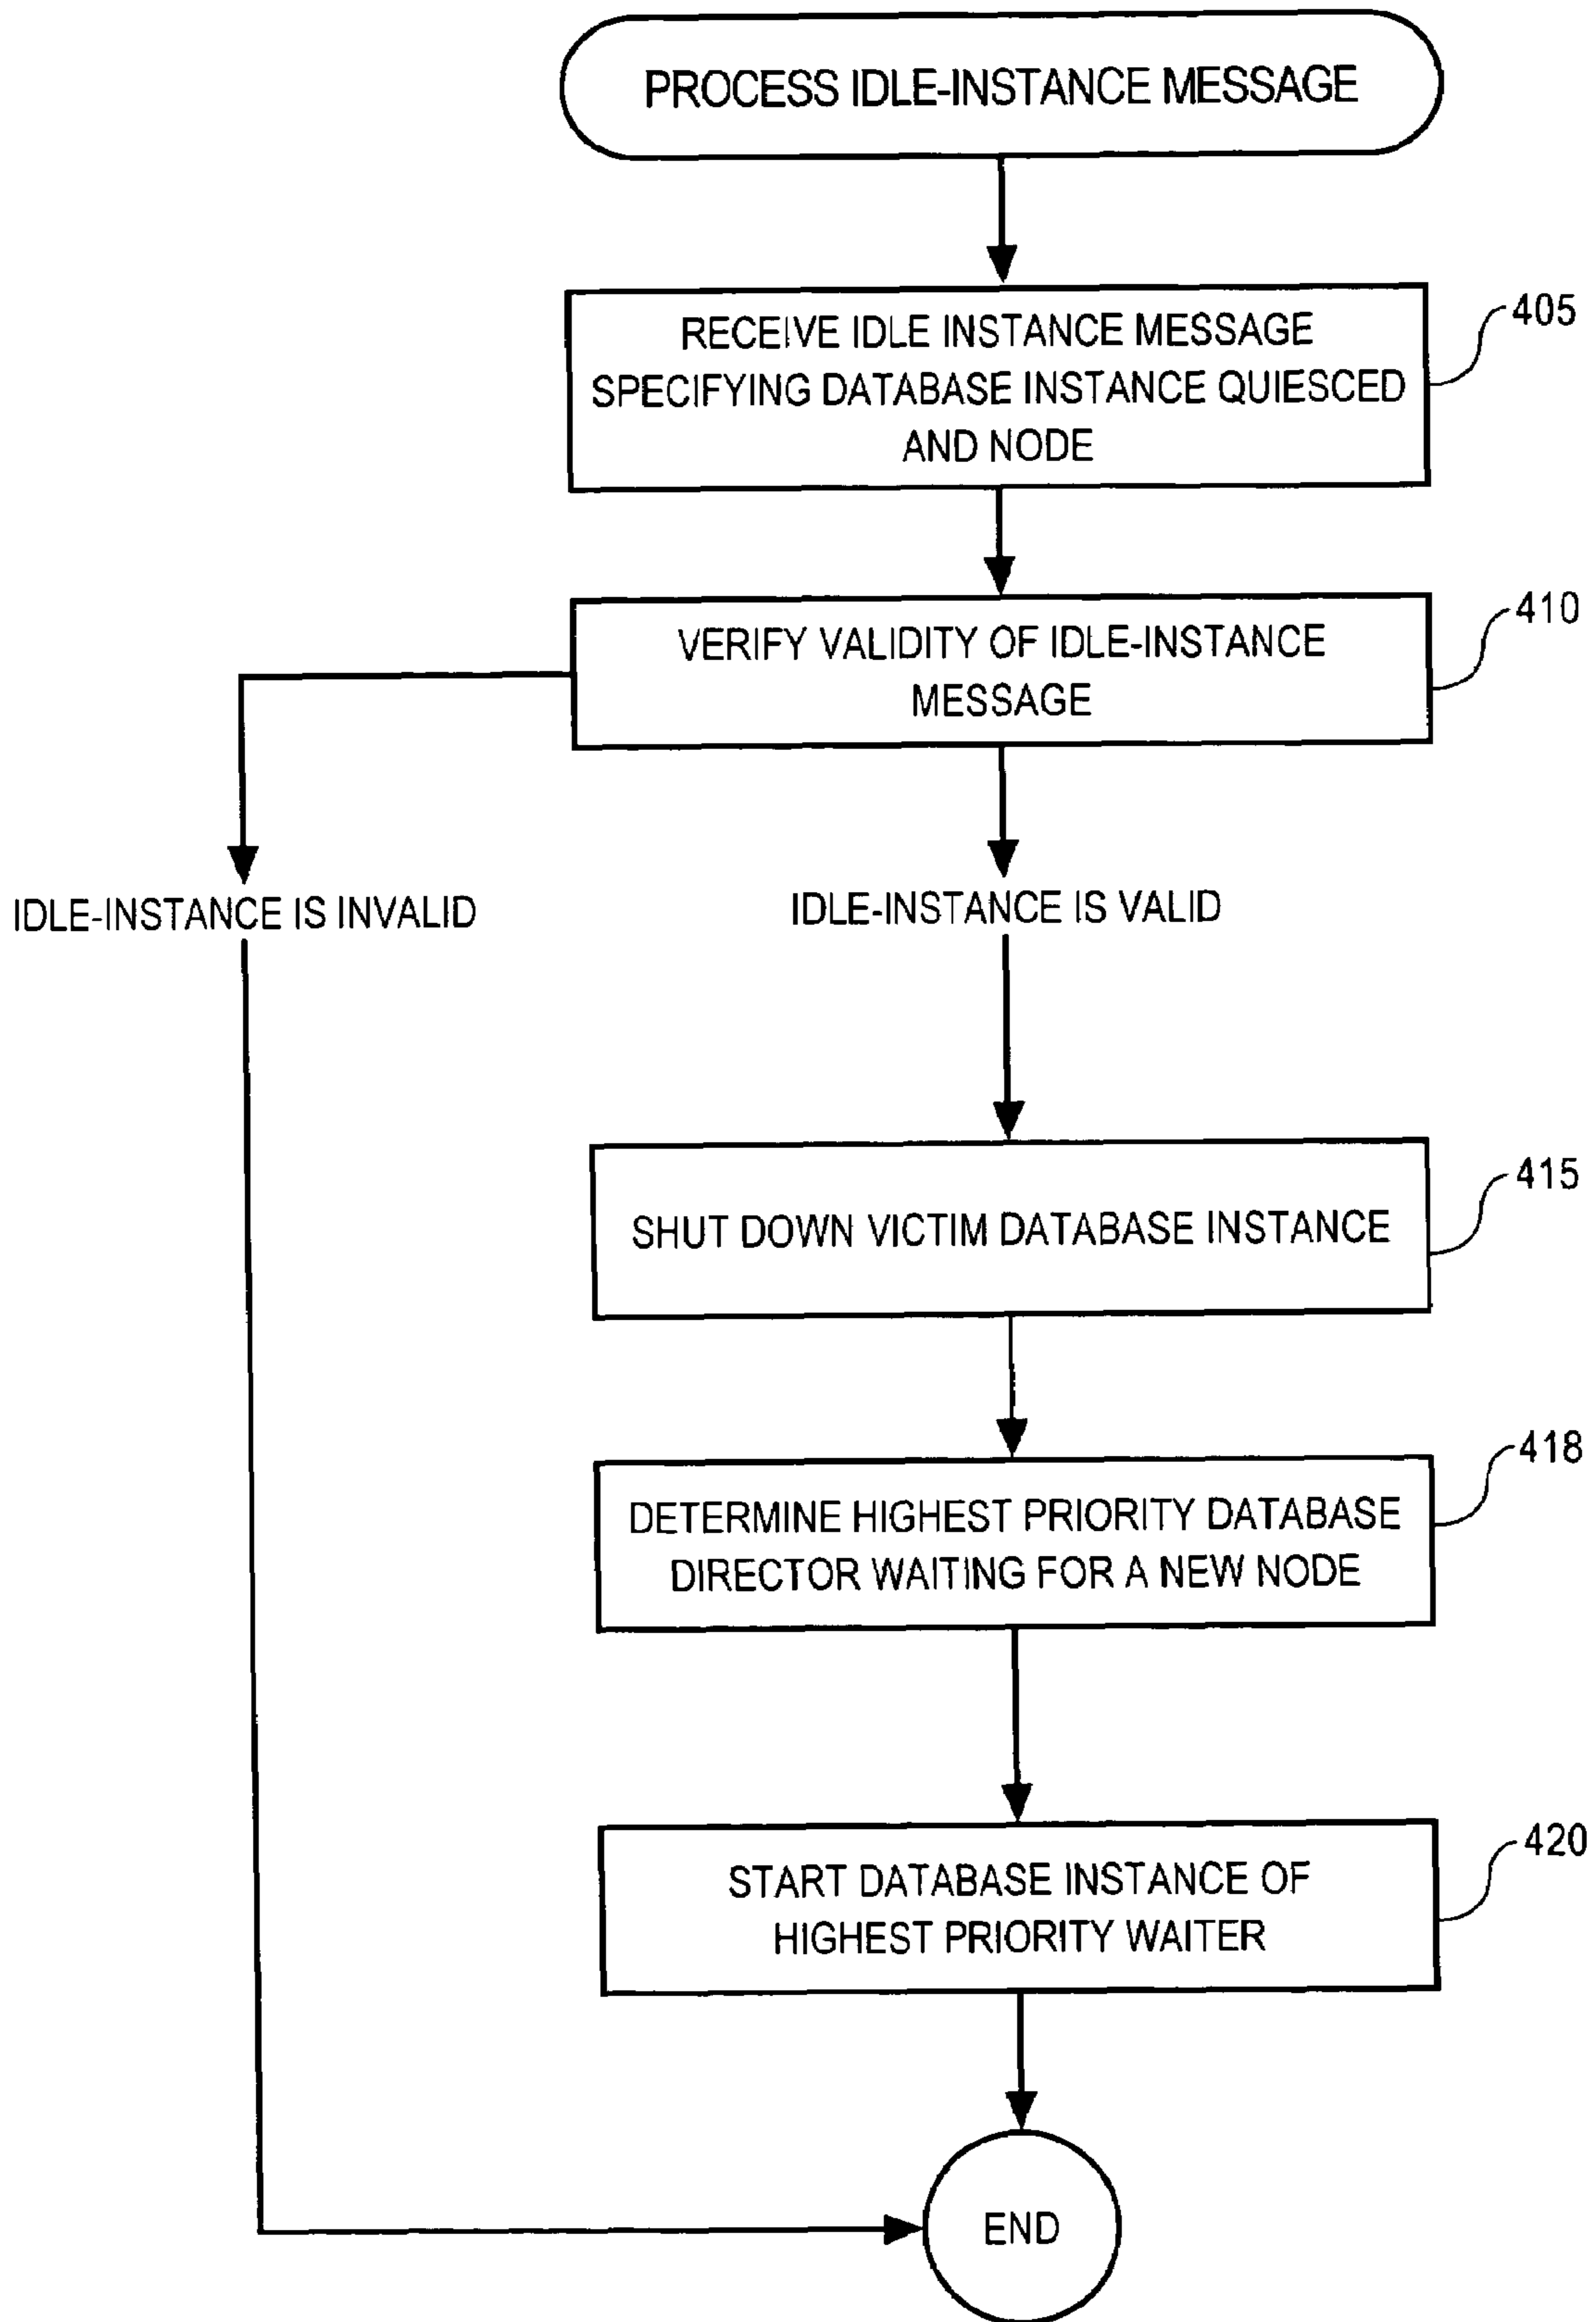 PROCESS IDLE-INSTANCE MESSAGE
RECEIVE IDLE INSTANCE MESSAGE
SPECIFYING DATABASE INSTANCE QUIESCED
AND NODE
405
VERIFY VALIDITY OF IDLE-INSTANCE
MESSAGE
410
IDLE-INSTANCE IS INVALID
IDLE-INSTANCE IS VALID
SHUT DOWN VICTIM DATABASE INSTANCE
415
DETERMINE HIGHEST PRIORITY DATABASE
DIRECTOR WAITING FOR A NEW NODE
418
START DATABASE INSTANCE OF
HIGHEST PRIORITY WAITER
420
END